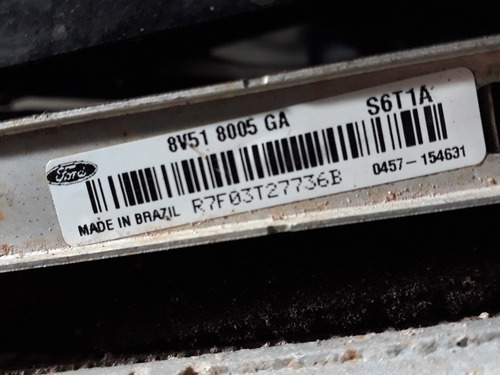 8V51 8005 GA
S6T1A
Ford
0457-154631
MADE IN BRAZIL
R7F03T27736B